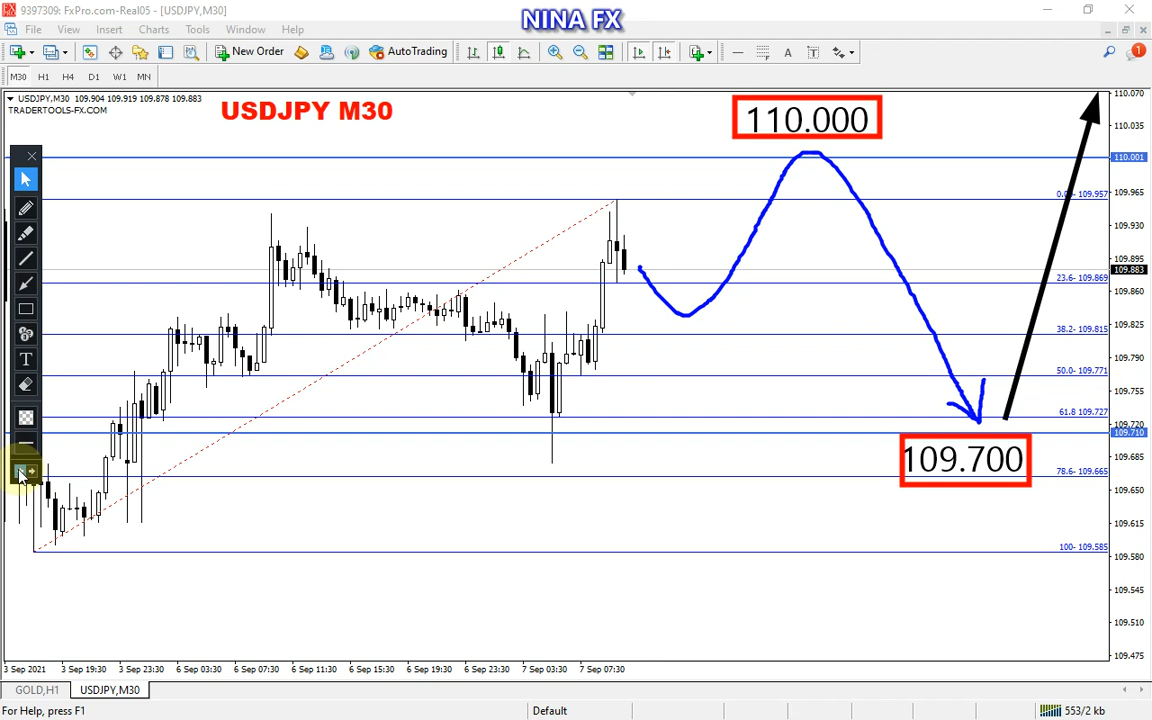 9397309: FxPro.com-Real05 - [USDJPY,M30]
NINA FX
File View Insert Charts Tools Window Help
New Order AutoTrading
A T
1
M30 H1 H4 D1 W1 MN
USDJPY,M30 109.904 109.919 109.878 109.883
TRADERTOOLS-FX.COM
USDJPY M30
110.000
109.700
T
0.0- 109.957
23.6- 109.869
38.2- 109.815
50.0- 109.771
61.8 109.727
78.6- 109.665
100- 109.585
110.070
110.035
110.001
109.965
109.930
109.895
109.883
109.860
109.825
109.790
109.755
109.720
109.710
109.685
109.650
109.615
109.580
109.545
109.510
109.475
3 Sep 2021 3 Sep 19:30 3 Sep 23:30 6 Sep 03:30 6 Sep 07:30 6 Sep 11:30 6 Sep 15:30 6 Sep 19:30 6 Sep 23:30 7 Sep 03:30 7 Sep 07:30
GOLD,H1 USDJPY,M30
For Help, press F1 Default 553/2 kb